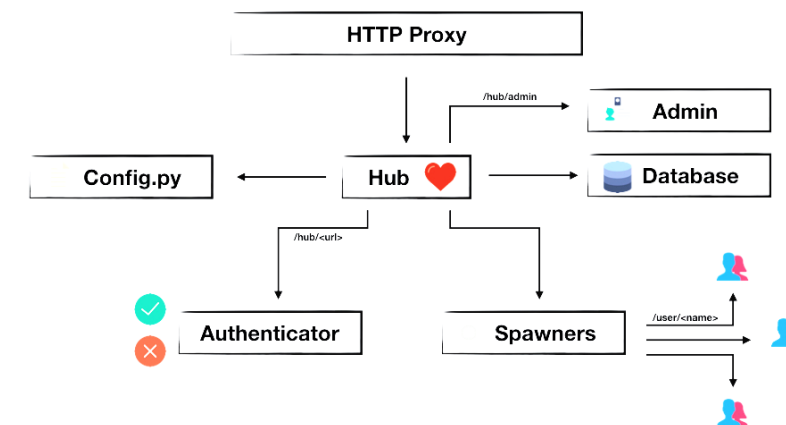 HTTP Proxy
/hub/admin
Admin
Config.py
Hub
Database
/hub/<url>
/user/<name>
Authenticator
Spawners